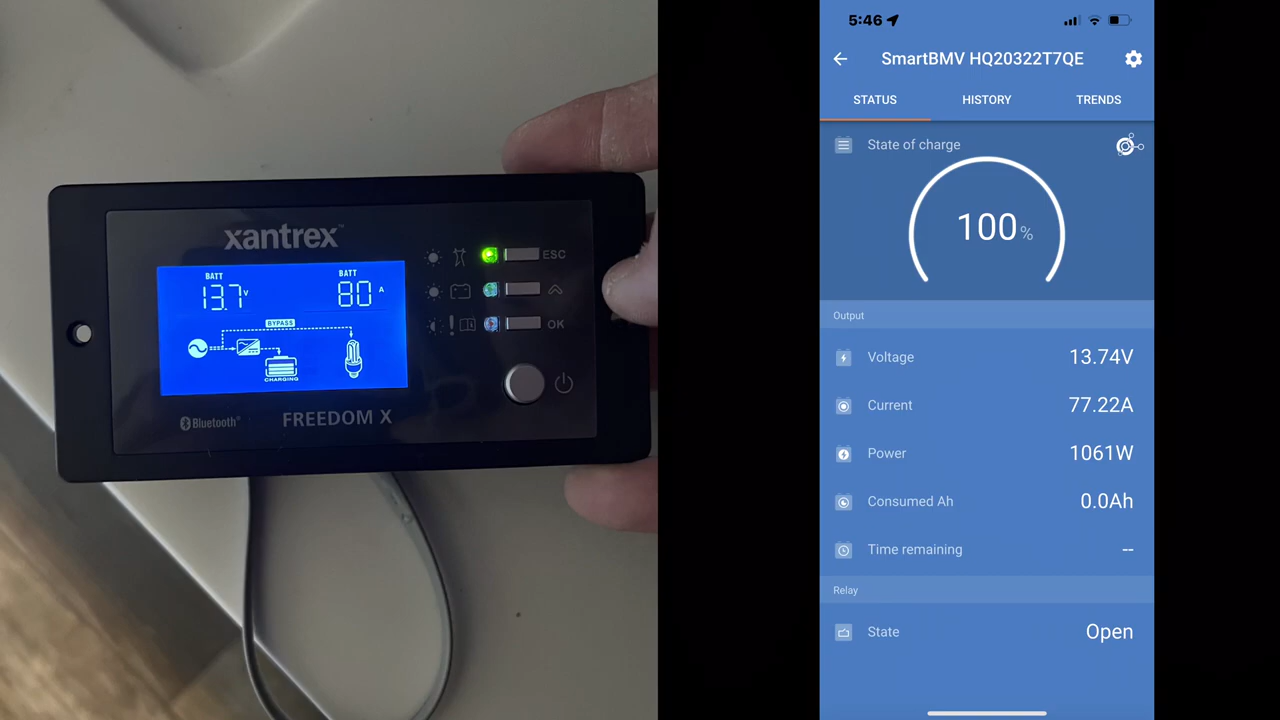 xantrex™
BATT
BATT
13.7 V
80 A
BYPASS
CHARGING
ESC
OK
Bluetooth®
FREEDOM X
5:46
SmartBMV HQ20322T7QE
STATUS
HISTORY
TRENDS
State of charge
100%
Output
Voltage 13.74V
Current 77.22A
Power 1061W
Consumed Ah 0.0Ah
Time remaining --
Relay
State Open